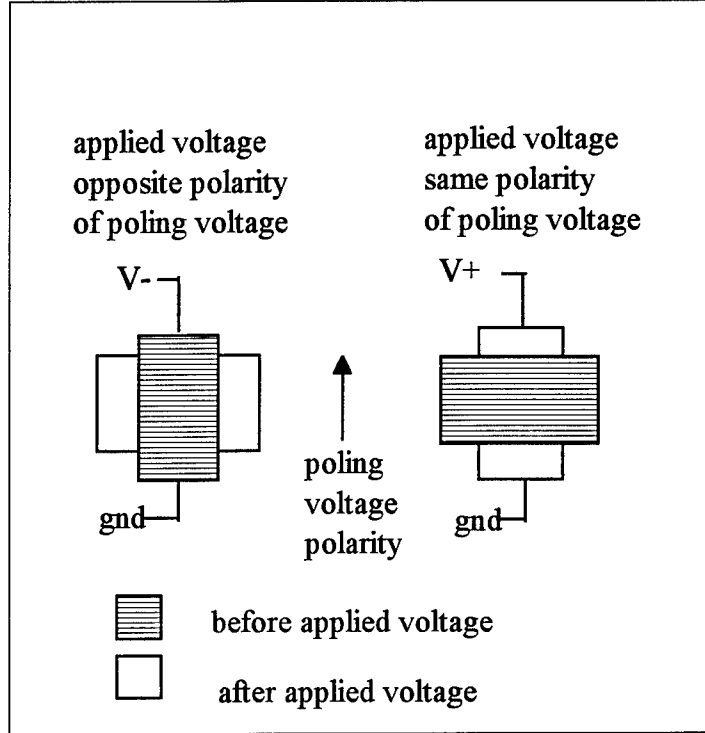 applied voltage
opposite polarity
of poling voltage
applied voltage
same polarity
of poling voltage
V-
V+
poling
voltage
polarity
gnd
gnd
before applied voltage
after applied voltage